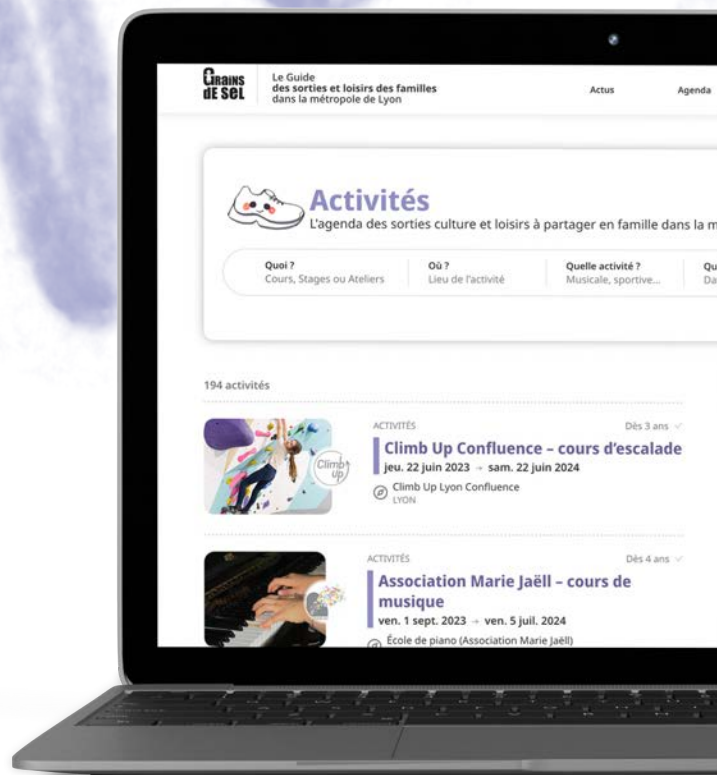 GRAINS
DE SEL
Le Guide
des sorties et loisirs des familles
dans la métropole de Lyon
Actus
Agenda
Activités
L'agenda des sorties culture et loisirs à partager en famille dans la m
Quoi ?
Cours, Stages ou Ateliers
Où ?
Lieu de l'activité
Quelle activité ?
Musicale, sportive...
Qu
Da
194 activités
ACTIVITÉS
Dès 3 ans
Climb Up Confluence – cours d'escalade
jeu. 22 juin 2023 → sam. 22 juin 2024
Climb Up Lyon Confluence
LYON
Climb
up
ACTIVITÉS
Dès 4 ans
Association Marie Jaëll – cours de
musique
ven. 1 sept. 2023 → ven. 5 juil. 2024
École de piano (Association Marie Jaëll)